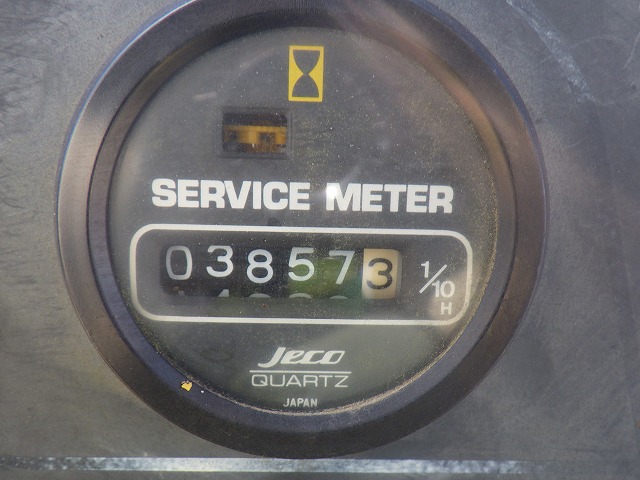 SERVICE METER
038573 1/10 H
Jeco
QUARTZ
JAPAN